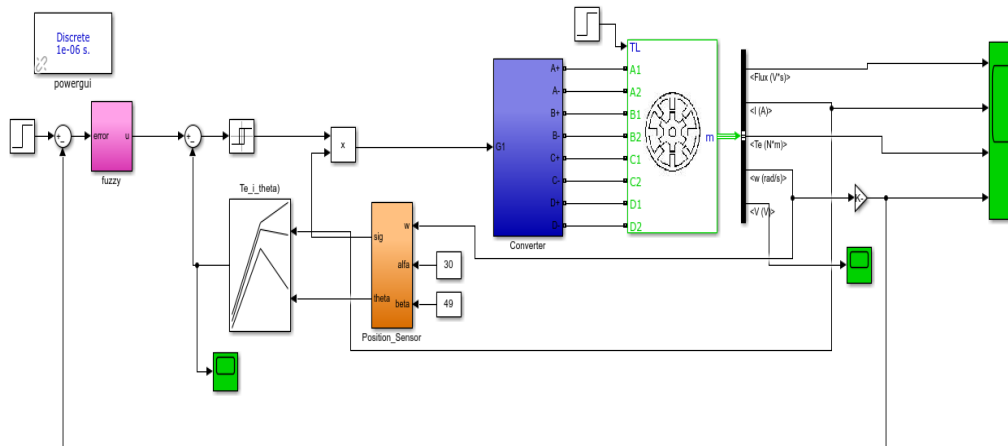 Discrete
1e-06 s.
powergui
error
u
fuzzy
Te_i_theta)
x
sig
w
alfa
theta
beta
Position_Sensor
30
49
G1
A+
A-
B+
B-
C+
C-
D+
D-
Converter
TL
A1
A2
B1
B2
C1
C2
D1
D2
m
<Flux (V*s)>
<I (A)>
<Te (N*m)>
<w (rad/s)>
<V (V)>
K-